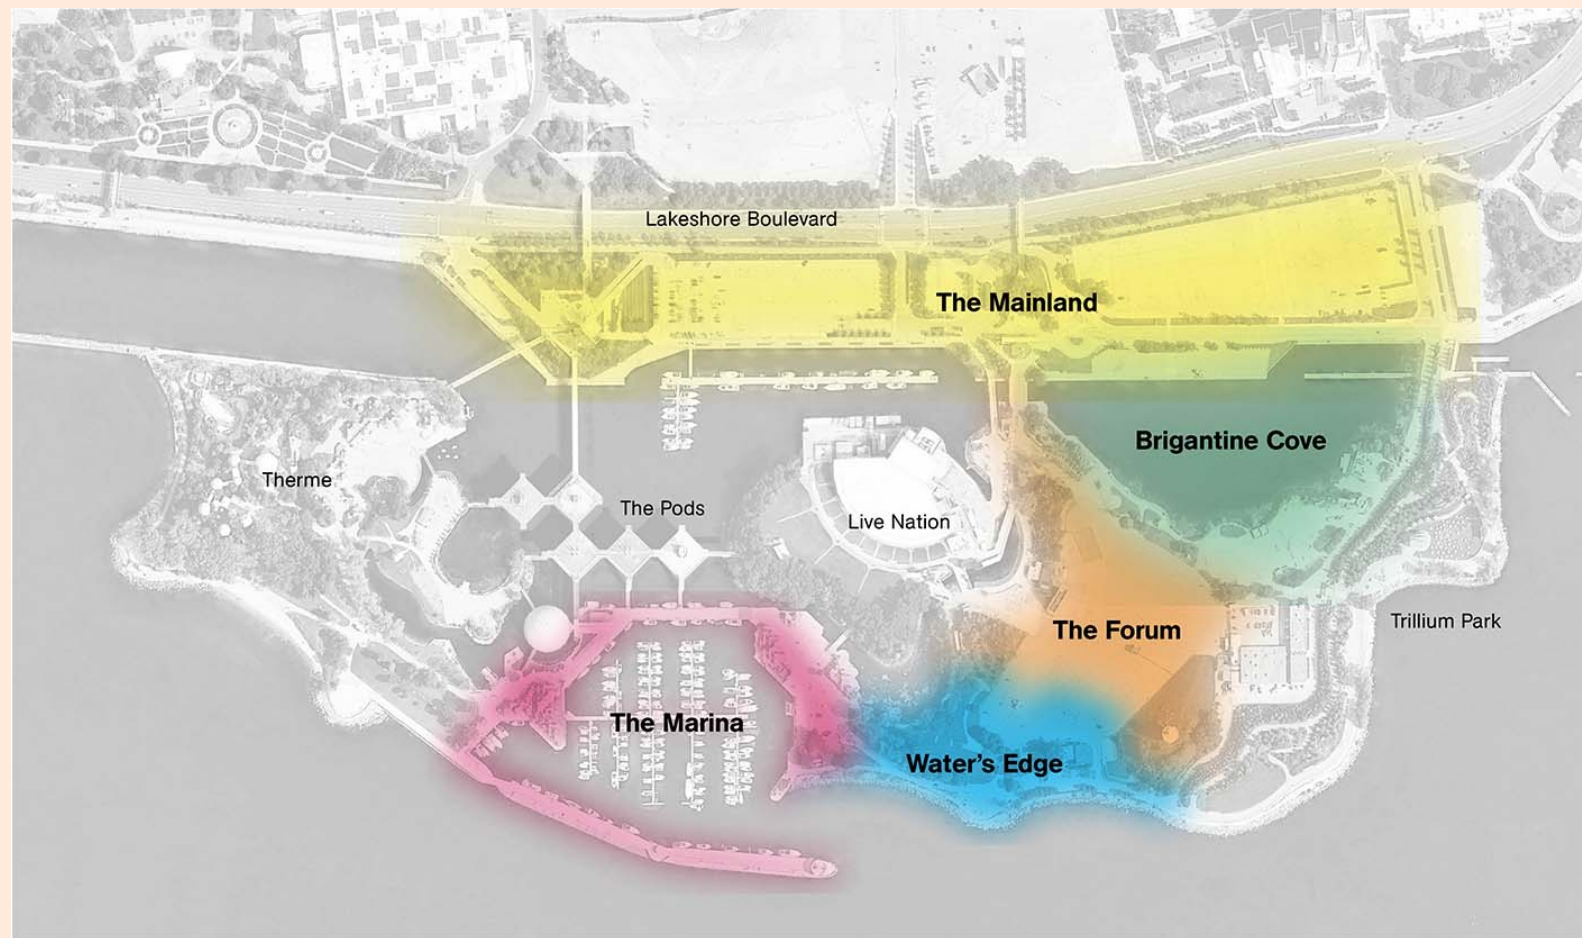 Lakeshore Boulevard
The Mainland
Brigantine Cove
Therme
The Pods
Live Nation
Trillium Park
The Forum
The Marina
Water's Edge